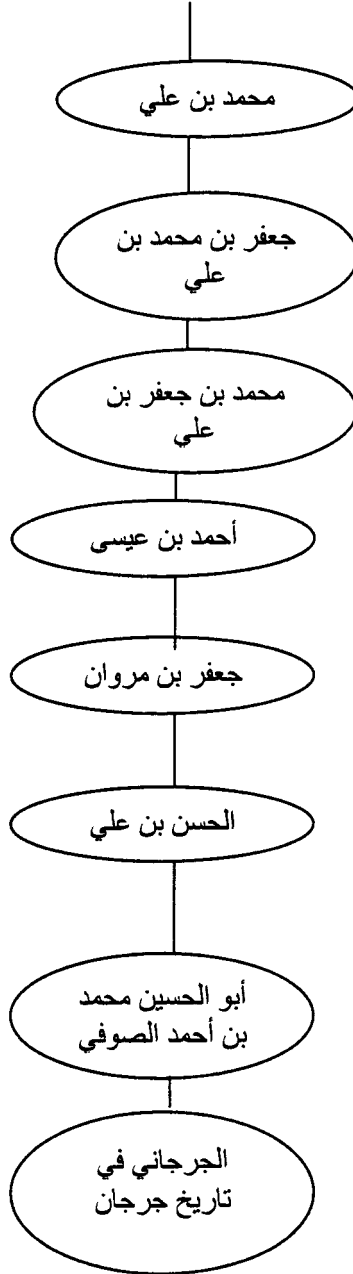 محمد بن علي
جعفر بن محمد بن
علي
محمد بن جعفر بن
علي
أحمد بن عيسى
جعفر بن مروان
الحسن بن علي
أبو الحسين محمد
بن أحمد الصوفي
الجرجاني في
تاريخ جرجان